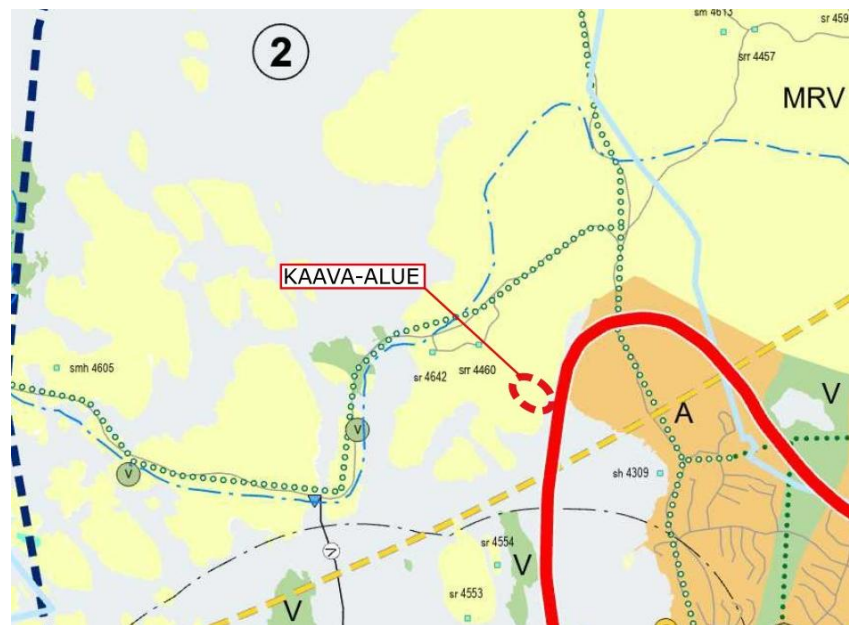 sm 4613
sr 459
2
srr 4457
MRV
KAAVA-ALUE
smh 4605
sr 4642
srr 4460
V
A
V
V
sh 4309
sr 4554
V
V
sr 4553